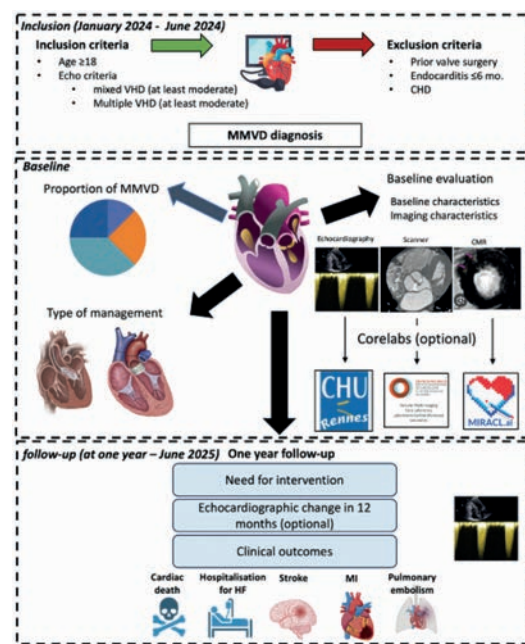 Inclusion (January 2024 - June 2024)
Inclusion criteria
• Age ≥18
• Echo criteria
• mixed VHD (at least moderate)
• Multiple VHD (at least moderate)
Exclusion criteria
• Prior valve surgery
• Endocarditis ≤6 mo.
• CHD
MMVD diagnosis
Baseline
Proportion of MMVD
Baseline evaluation
Baseline characteristics
Imaging characteristics
Echocardiography
Scanner
CMR
Type of management
Corelabs (optional)
CHU
Rennes
MIRACL.ai
follow-up (at one year – June 2025)
One year follow-up
Need for intervention
Echocardiographic change in 12
months (optional)
Clinical outcomes
Cardiac
death
Hospitalisation
for HF
Stroke
MI
Pulmonary
embolism